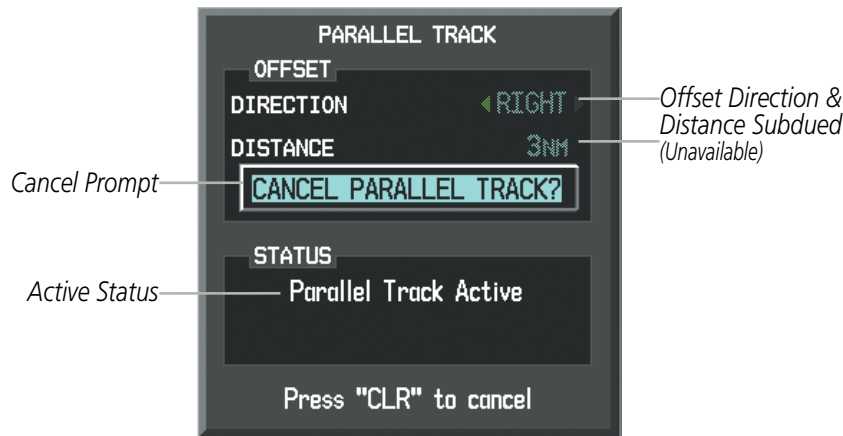 PARALLEL TRACK
OFFSET
DIRECTION RIGHT
DISTANCE 3NM
CANCEL PARALLEL TRACK?
STATUS
Parallel Track Active
Press "CLR" to cancel
Cancel Prompt
Active Status
Offset Direction &
Distance Subdued
(Unavailable)